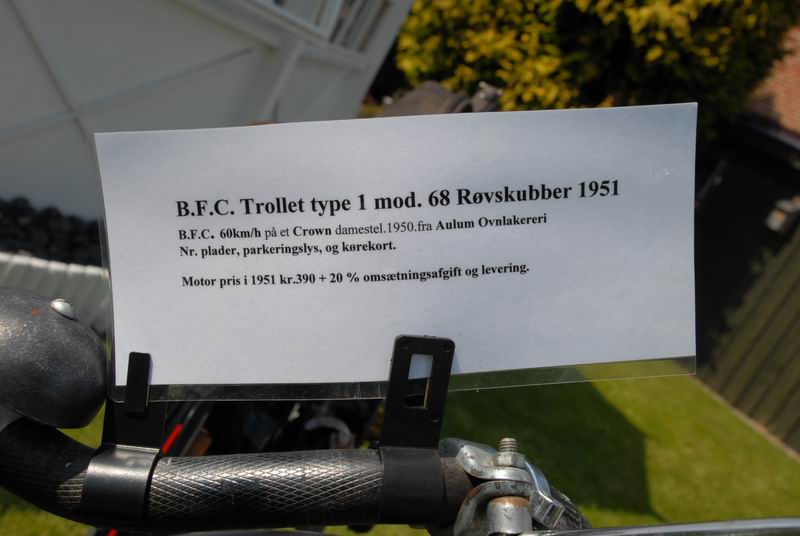 B.F.C. Trollet type 1 mod. 68 Røvskubber 1951
B.F.C. 60km/h på et Crown damestel.1950.fra Aulum Ovnlakereri
Nr. plader, parkeringslys, og kørekort.
Motor pris i 1951 kr.390 + 20 % omsætningsafgift og levering.